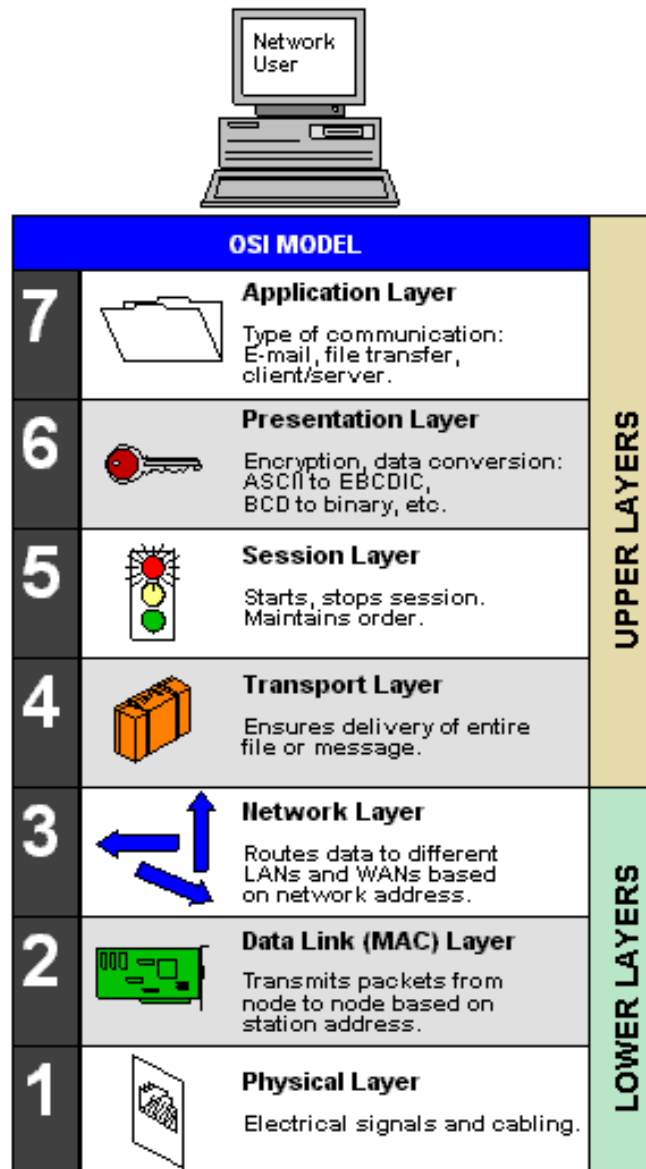 Network
User
OSI MODEL
7
Application Layer
Type of communication:
E-mail, file transfer,
client/server.
6
Presentation Layer
Encryption, data conversion:
ASCII to EBCDIC,
BCD to binary, etc.
5
Session Layer
Starts, stops session.
Maintains order.
4
Transport Layer
Ensures delivery of entire
file or message.
UPPER LAYERS
3
Network Layer
Routes data to different
LANs and WANs based
on network address.
2
Data Link (MAC) Layer
Transmits packets from
node to node based on
station address.
1
Physical Layer
Electrical signals and cabling.
LOWER LAYERS